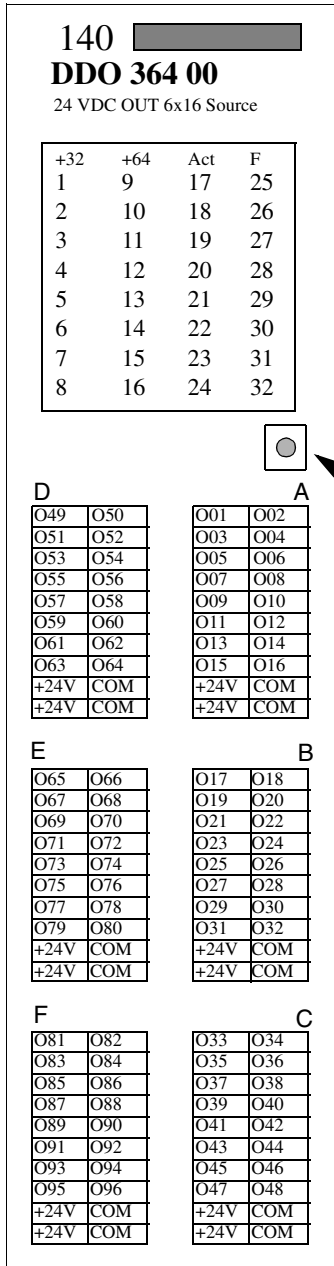 140
DDO 364 00
24 VDC OUT 6x16 Source
+32 +64 Act F
1 9 17 25
2 10 18 26
3 11 19 27
4 12 20 28
5 13 21 29
6 14 22 30
7 15 23 31
8 16 24 32
D A
O49 O50 O01 O02
O51 O52 O03 O04
O53 O54 O05 O06
O55 O56 O07 O08
O57 O58 O09 O10
O59 O60 O11 O12
O61 O62 O13 O14
O63 O64 O15 O16
+24V COM +24V COM
+24V COM +24V COM
E B
O65 O66 O17 O18
O67 O68 O19 O20
O69 O70 O21 O22
O71 O72 O23 O24
O73 O74 O25 O26
O75 O76 O27 O28
O77 O78 O29 O30
O79 O80 O31 O32
+24V COM +24V COM
+24V COM +24V COM
F C
O81 O82 O33 O34
O83 O84 O35 O36
O85 O86 O37 O38
O87 O88 O39 O40
O89 O90 O41 O42
O91 O92 O43 O44
O93 O94 O45 O46
O95 O96 O47 O48
+24V COM +24V COM
+24V COM +24V COM